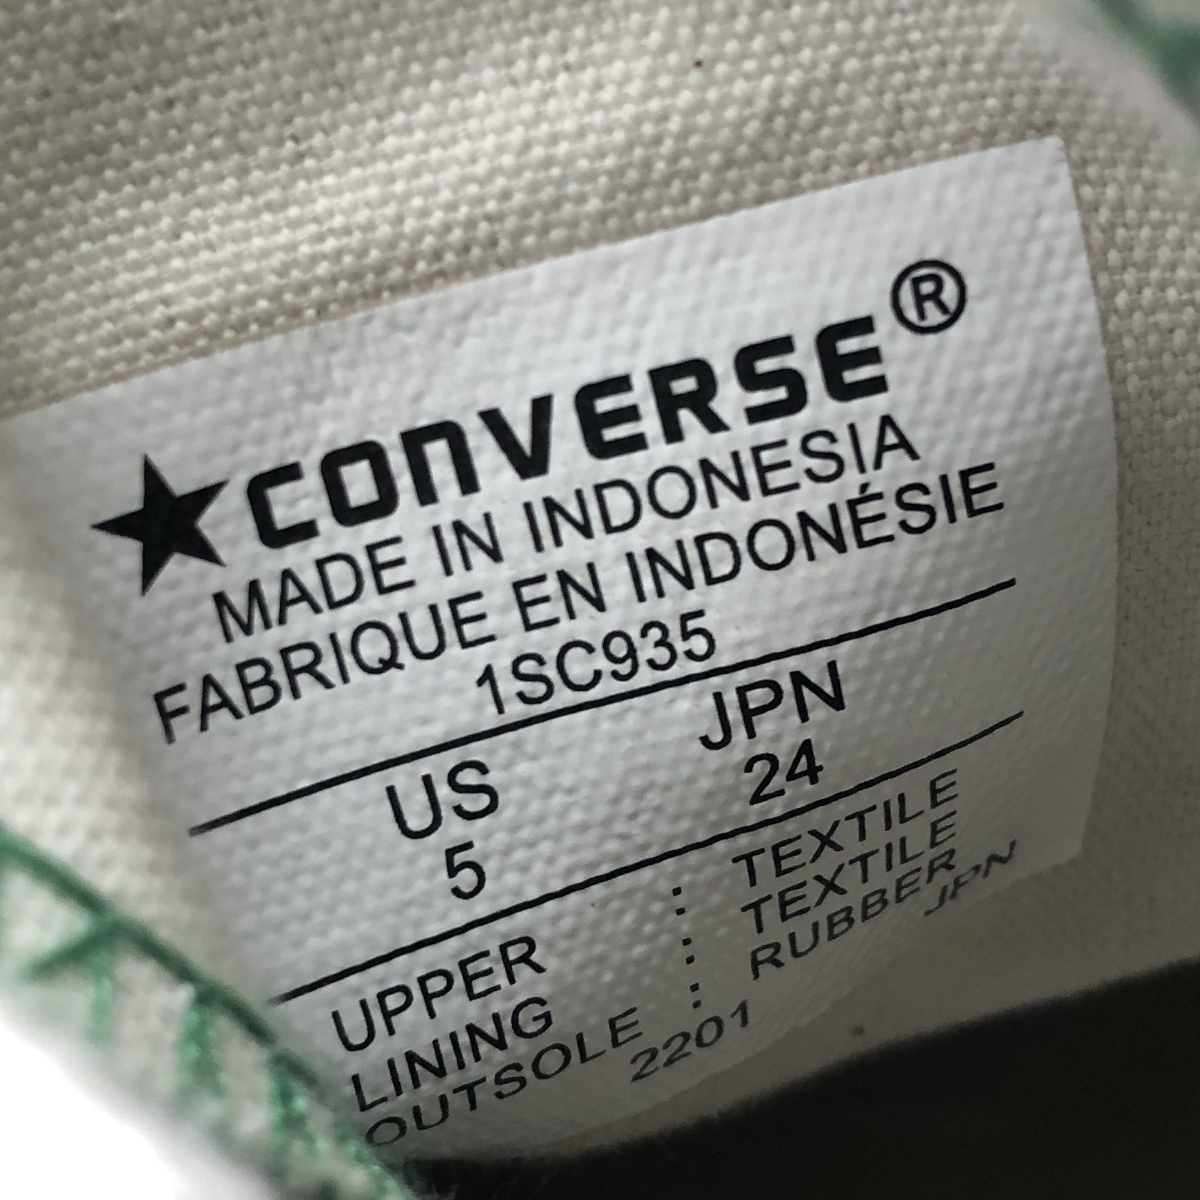 ★CONVERSE®
MADE IN INDONESIA
FABRIQUE EN INDONÉSIE
1SC935
US JPN
5 24
UPPER : TEXTILE
LINING : TEXTILE
OUTSOLE : RUBBER
2201 JPN